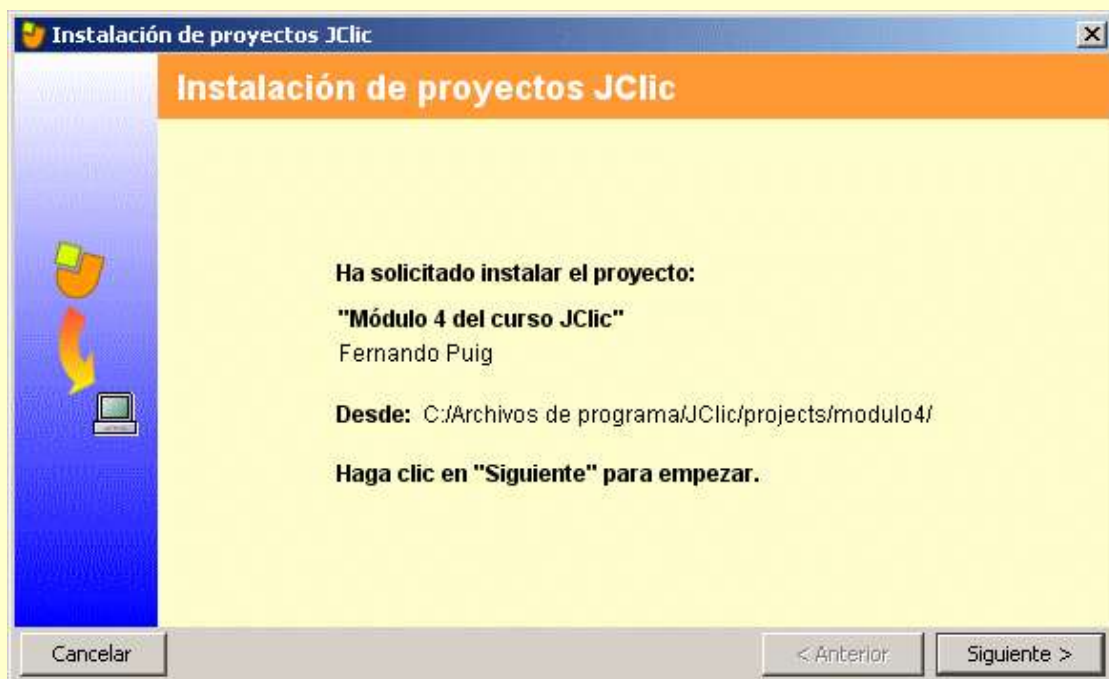 Instalación de proyectos JClic
Instalación de proyectos JClic
Ha solicitado instalar el proyecto:
"Módulo 4 del curso JClic"
Fernando Puig
Desde: C:/Archivos de programa/JClic/projects/modulo4/
Haga clic en "Siguiente" para empezar.
Cancelar
< Anterior
Siguiente >